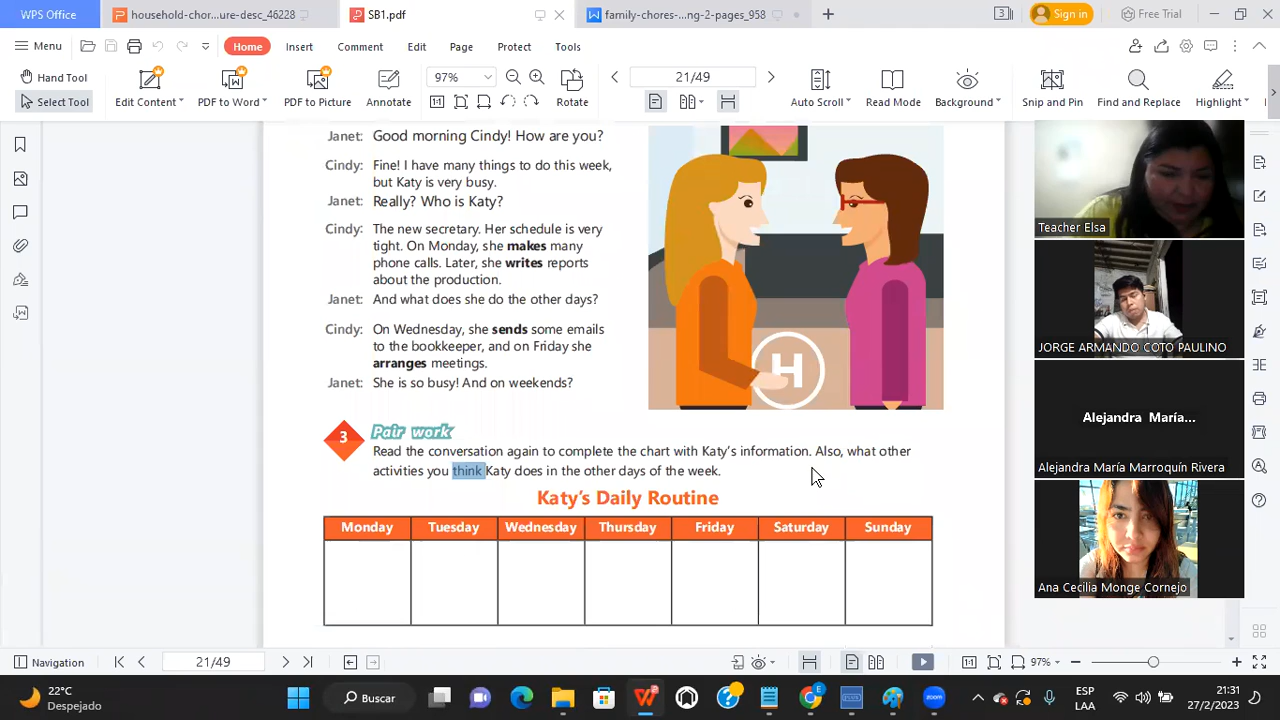 WPS Office
household-chor...ure-desc_46228
SB1.pdf
family-chores-...ng-2-pages_958
Sign in
Free Trial
Menu
Home
Insert
Comment
Edit
Page
Protect
Tools
Hand Tool
Select Tool
Edit Content
PDF to Word
PDF to Picture
Annotate
97%
Rotate
21/49
Auto Scroll
Read Mode
Background
Snip and Pin
Find and Replace
Highlight
Janet: Good morning Cindy! How are you?
Cindy: Fine! I have many things to do this week,
but Katy is very busy.
Janet: Really? Who is Katy?
Cindy: The new secretary. Her schedule is very
tight. On Monday, she makes many
phone calls. Later, she writes reports
about the production.
Janet: And what does she do the other days?
Cindy: On Wednesday, she sends some emails
to the bookkeeper, and on Friday she
arranges meetings.
Janet: She is so busy! And on weekends?
H
3
Pair work
Read the conversation again to complete the chart with Katy's information. Also, what other
activities you think Katy does in the other days of the week.
Katy's Daily Routine
Monday Tuesday Wednesday Thursday Friday Saturday Sunday
Teacher Elsa
JORGE ARMANDO COTO PAULINO
Alejandra María...
Alejandra María Marroquín Rivera
Ana Cecilia Monge Cornejo
Navigation
21/49
97%
22°C
Despejado
Buscar
ESP
LAA
21:31
27/2/2023